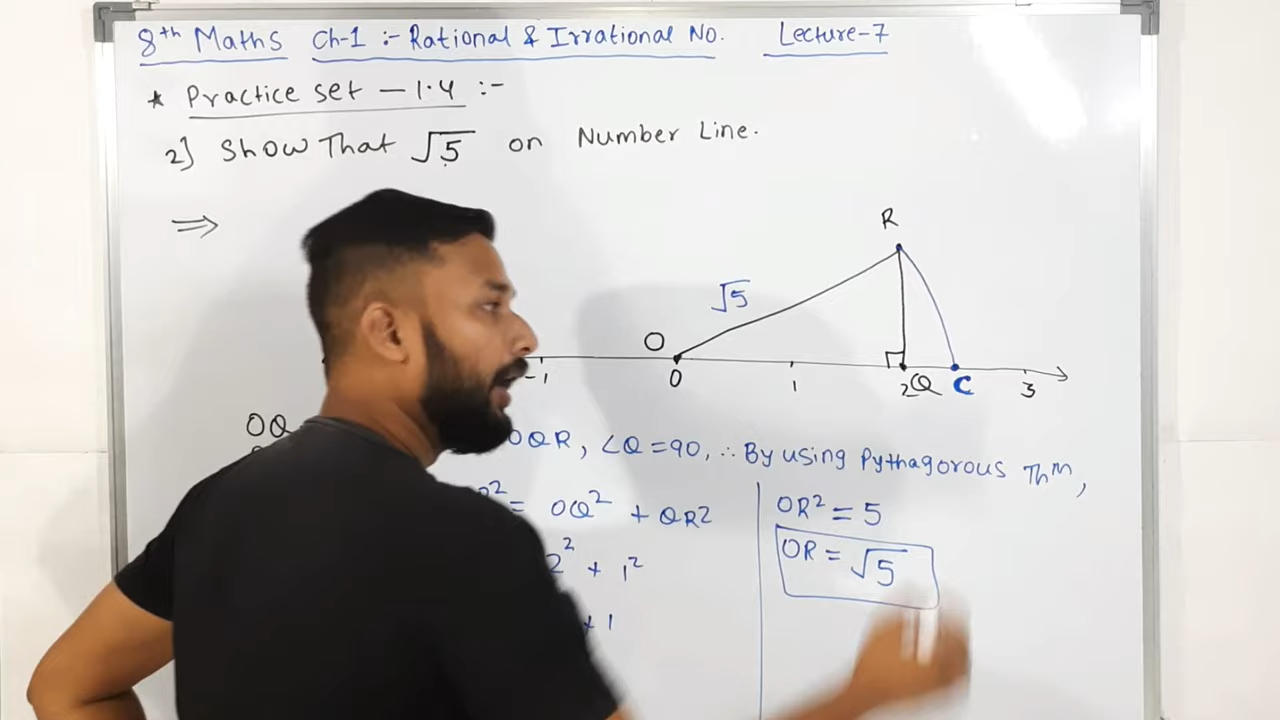 8th Maths Ch-1 :- Rational & Irrational No. Lecture-7
* Practice set — 1.4 :-
2] Show That √5 on Number Line.
⇒
R
√5
O
-1 0 1 2 Q C 3
OQ
OQR, ∠Q = 90, ∴ By using Pythagorous Thm,
= OQ² + QR2
2² + 1²
+ 1
OR² = 5
OR = √5